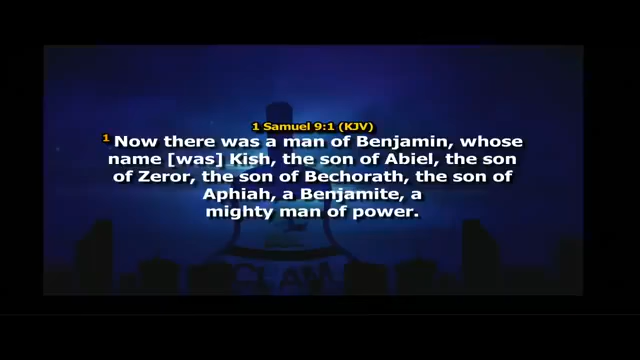 1 Samuel 9:1 (KJV)
1 Now there was a man of Benjamin, whose
name [was] Kish, the son of Abiel, the son
of Zeror, the son of Bechorath, the son of
Aphiah, a Benjamite, a
mighty man of power.
CLAM